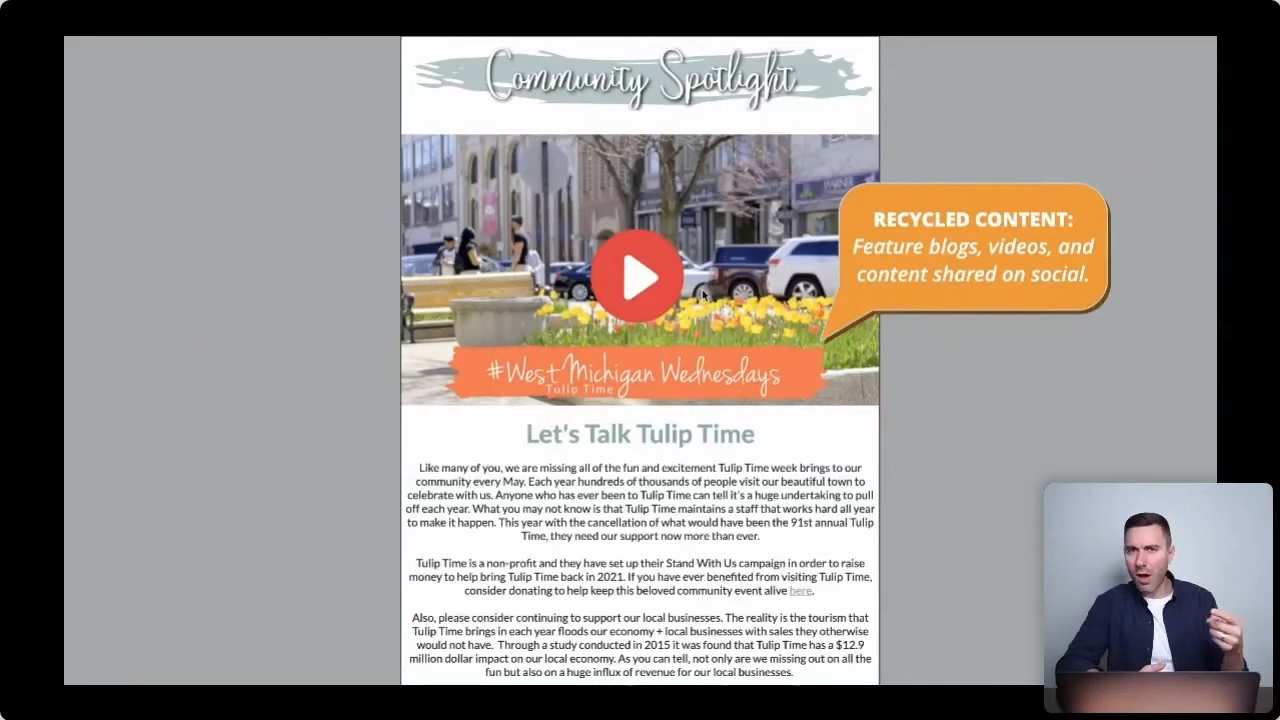 Community Spotlight
RECYCLED CONTENT:
Feature blogs, videos, and
content shared on social.
#West Michigan Wednesdays
Tulip Time
Let's Talk Tulip Time
Like many of you, we are missing all of the fun and excitement Tulip Time week brings to our
community every May. Each year hundreds of thousands of people visit our beautiful town to
celebrate with us. Anyone who has ever been to Tulip Time can tell it's a huge undertaking to pull
off each year. What you may not know is that Tulip Time maintains a staff that works hard all year
to make it happen. This year with the cancellation of what would have been the 91st annual Tulip
Time, they need our support now more than ever.
Tulip Time is a non-profit and they have set up their Stand With Us campaign in order to raise
money to help bring Tulip Time back in 2021. If you have ever benefited from visiting Tulip Time,
consider donating to help keep this beloved community event alive here.
Also, please consider continuing to support our local businesses. The reality is the tourism that
Tulip Time brings in each year floods our economy + local businesses with sales they otherwise
would not have. Through a study conducted in 2015 it was found that Tulip Time has a $12.9
million dollar impact on our local economy. As you can tell, not only are we missing out on all the
fun but also on a huge influx of revenue for our local businesses.